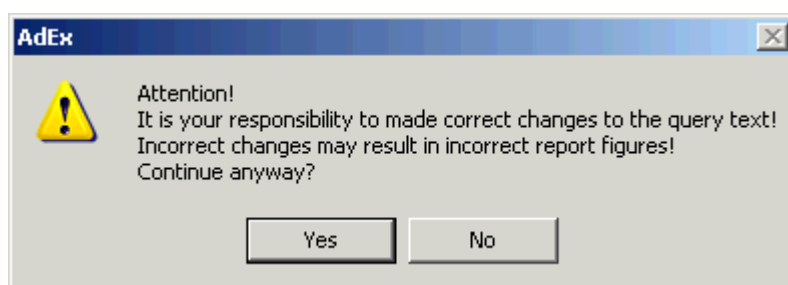 AdEx
Attention!
It is your responsibility to made correct changes to the query text!
Incorrect changes may result in incorrect report figures!
Continue anyway?
Yes No